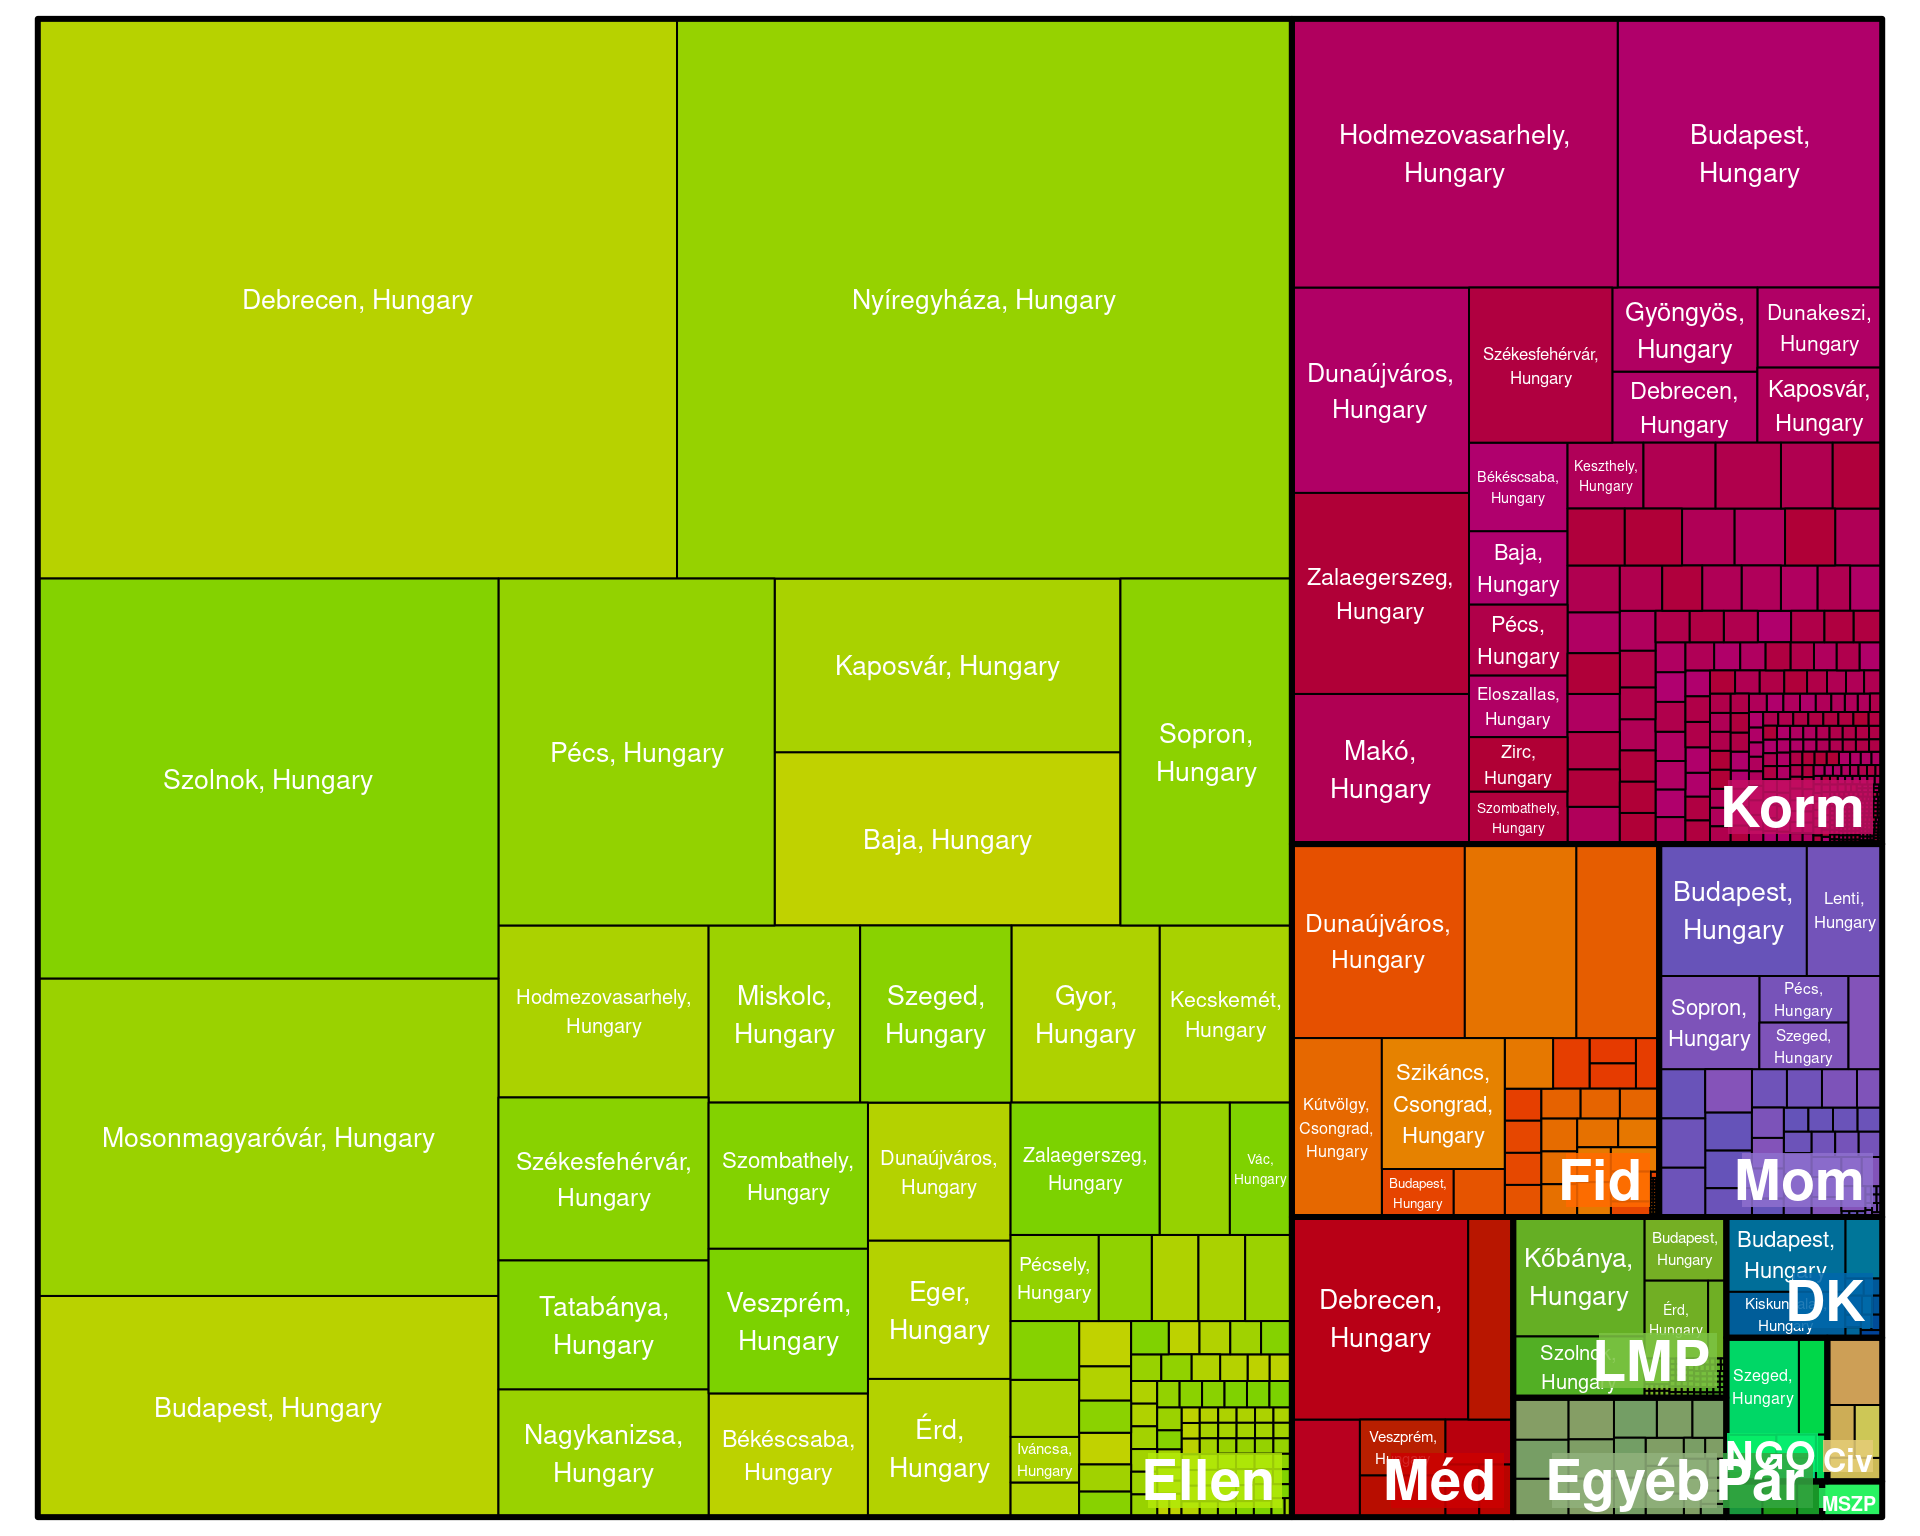 Debrecen, Hungary
Nyíregyháza, Hungary
Szolnok, Hungary
Mosonmagyaróvár, Hungary
Budapest, Hungary
Pécs, Hungary
Kaposvár, Hungary
Baja, Hungary
Sopron,
Hungary
Hodmezovasarhely,
Hungary
Miskolc,
Hungary
Szeged,
Hungary
Gyor,
Hungary
Kecskemét,
Hungary
Székesfehérvár,
Hungary
Szombathely,
Hungary
Dunaújváros,
Hungary
Zalaegerszeg,
Hungary
Vác,
Hungary
Tatabánya,
Hungary
Veszprém,
Hungary
Eger,
Hungary
Pécsely,
Hungary
Nagykanizsa,
Hungary
Békéscsaba,
Hungary
Érd,
Hungary
Iváncsa,
Hungary
Ellen
Hodmezovasarhely,
Hungary
Budapest,
Hungary
Dunaújváros,
Hungary
Székesfehérvár,
Hungary
Gyöngyös,
Hungary
Dunakeszi,
Hungary
Debrecen,
Hungary
Kaposvár,
Hungary
Zalaegerszeg,
Hungary
Békéscsaba,
Hungary
Keszthely,
Hungary
Baja,
Hungary
Pécs,
Hungary
Eloszallas,
Hungary
Makó,
Hungary
Zirc,
Hungary
Szombathely,
Hungary
Korm
Dunaújváros,
Hungary
Kútvölgy,
Csongrad,
Hungary
Szikáncs,
Csongrad,
Hungary
Budapest,
Hungary
Fid
Budapest,
Hungary
Lenti,
Hungary
Sopron,
Hungary
Pécs,
Hungary
Szeged,
Hungary
Mom
Debrecen,
Hungary
Veszprém,
Méd
Kőbánya,
Hungary
Budapest,
Hungary
Érd,
Hungary
Szolnok,
Hungary
LMP
Budapest,
Hungary
Hungary
DK
Szeged,
Hungary
NGO
Civ
Egyéb
Pár
MSZP